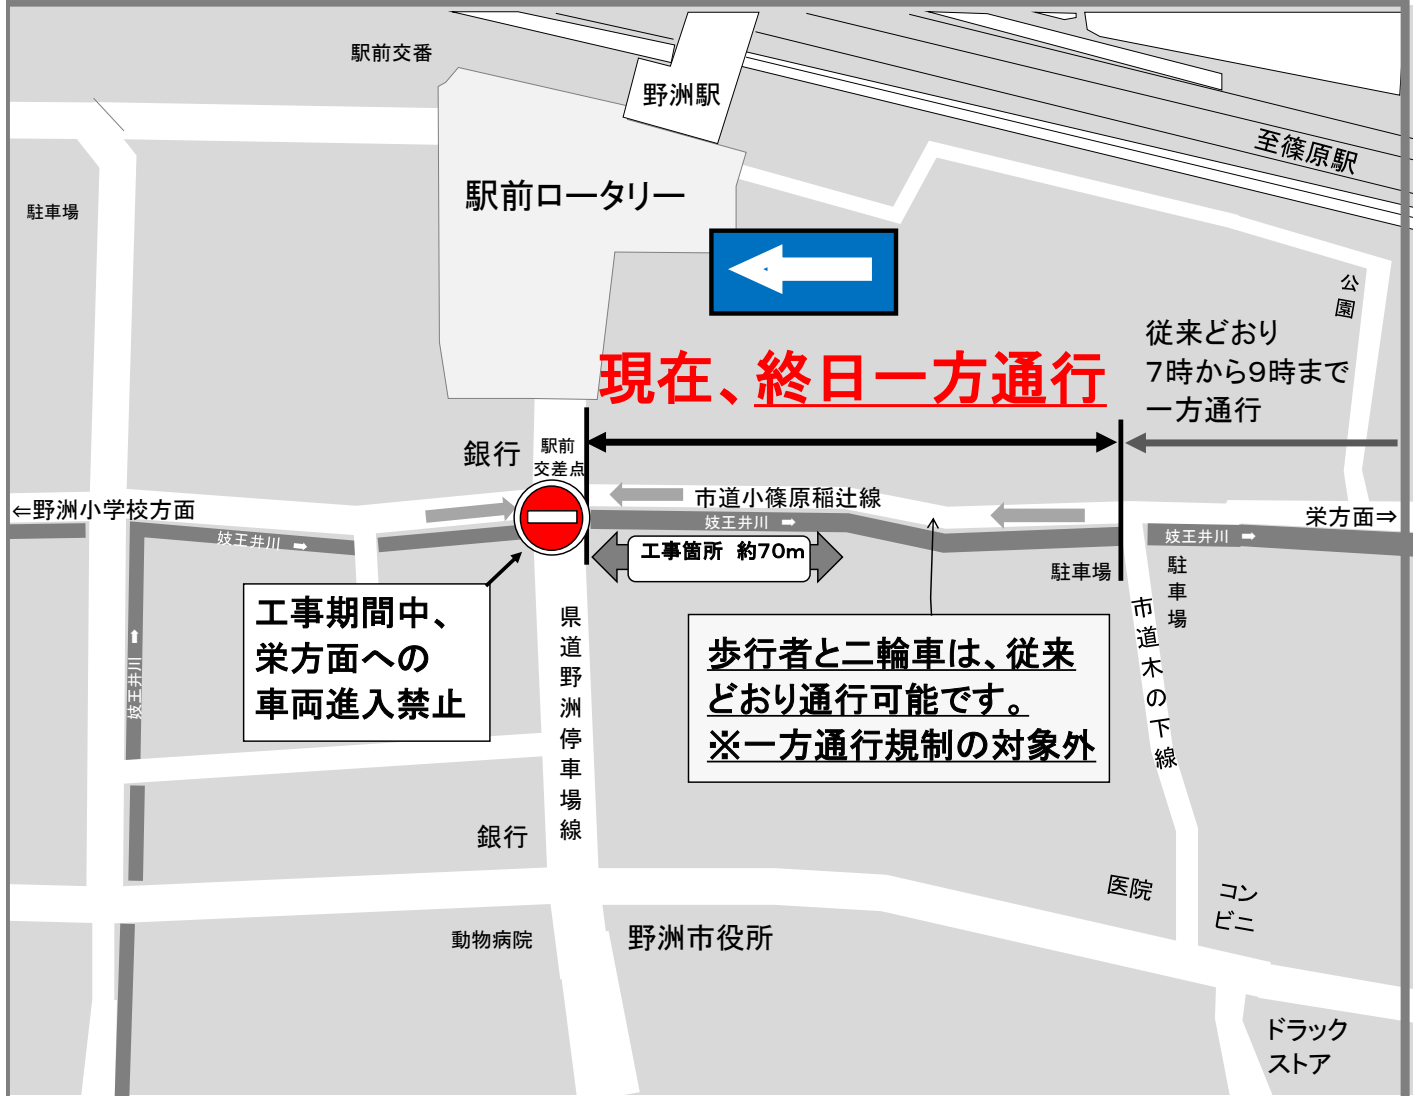 駅前交番
野洲駅
至篠原駅
駅前ロータリー
駐車場
公園
従来どおり
7時から9時まで
一方通行
現在、終日一方通行
銀行
駅前
交差点
⇐野洲小学校方面
市道小篠原稲辻線
栄方面⇒
妓王井川 ➡
妓王井川 ➡
妓王井川 ➡
工事箇所 約70m
駐車場
駐車場
工事期間中、
栄方面への
車両進入禁止
県道野洲停車場線
歩行者と二輪車は、従来
どおり通行可能です。
※一方通行規制の対象外
市道木の下線
妓王井川 ➡
銀行
医院
コン
ビニ
動物病院
野洲市役所
ドラック
ストア